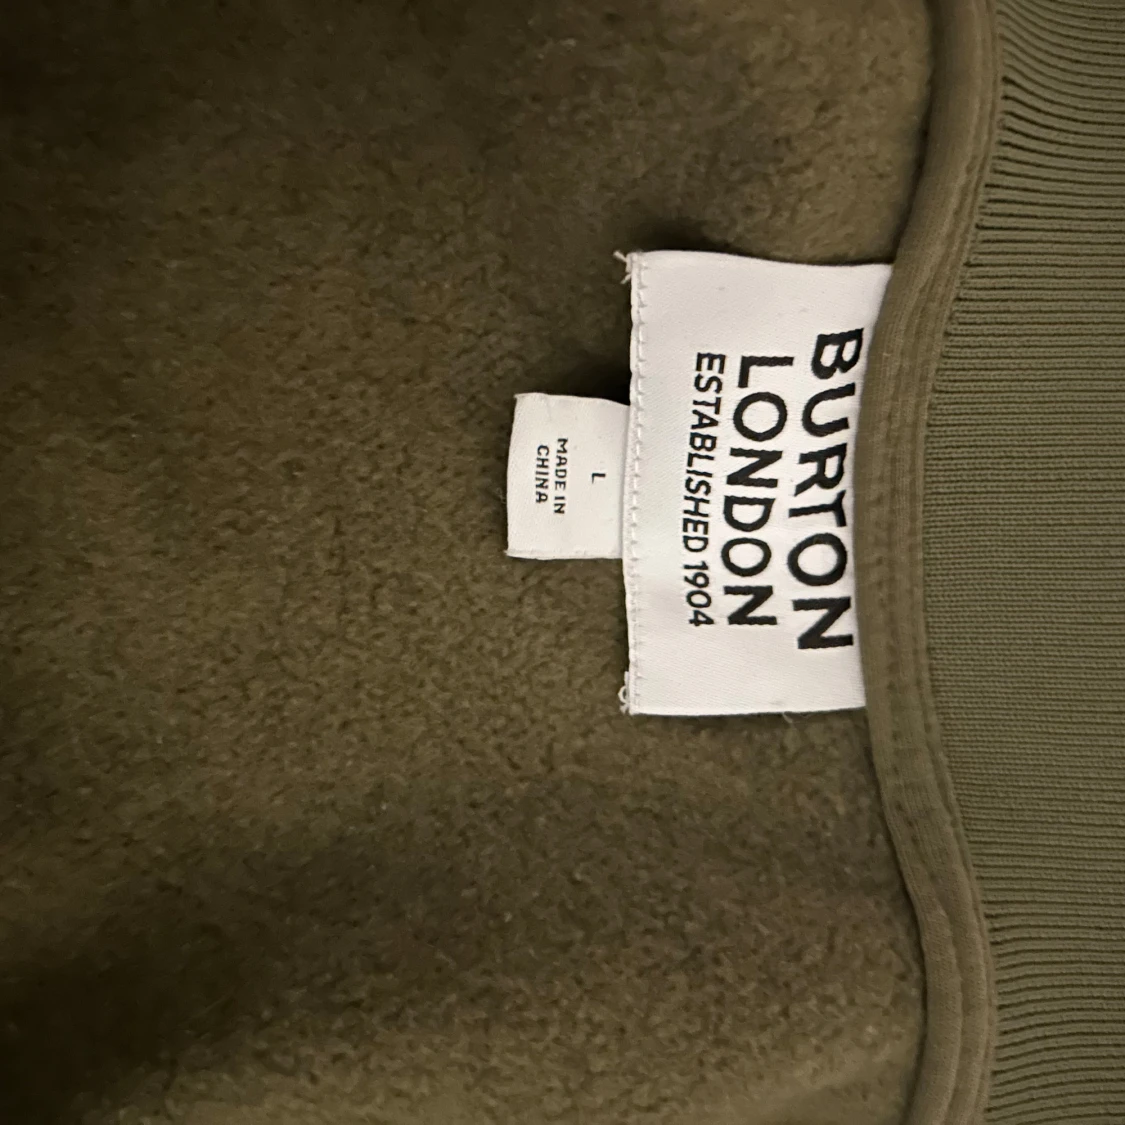 BURTON
LONDON
ESTABLISHED 1904
L
MADE IN
CHINA